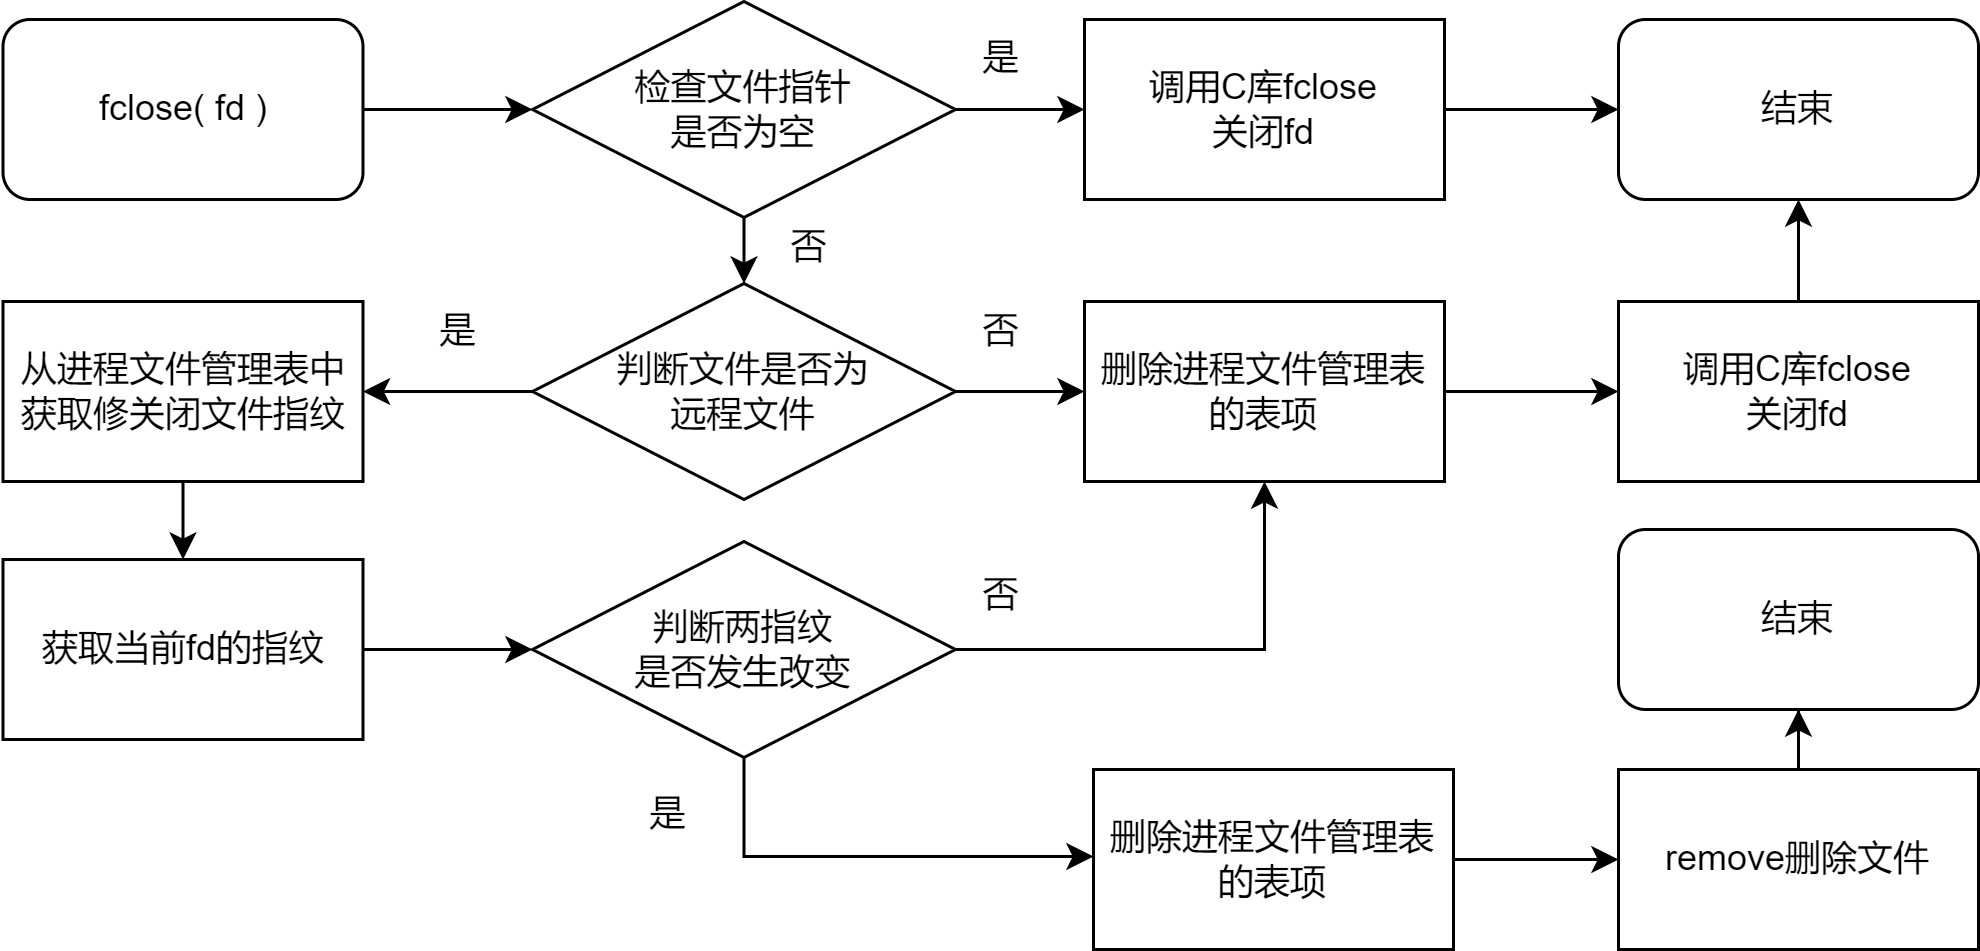 fclose( fd )
检查文件指针
是否为空
是
调用C库fclose
关闭fd
结束
否
从进程文件管理表中
获取修关闭文件指纹
是
判断文件是否为
远程文件
否
删除进程文件管理表
的表项
调用C库fclose
关闭fd
获取当前fd的指纹
判断两指纹
是否发生改变
否
结束
是
删除进程文件管理表
的表项
remove删除文件